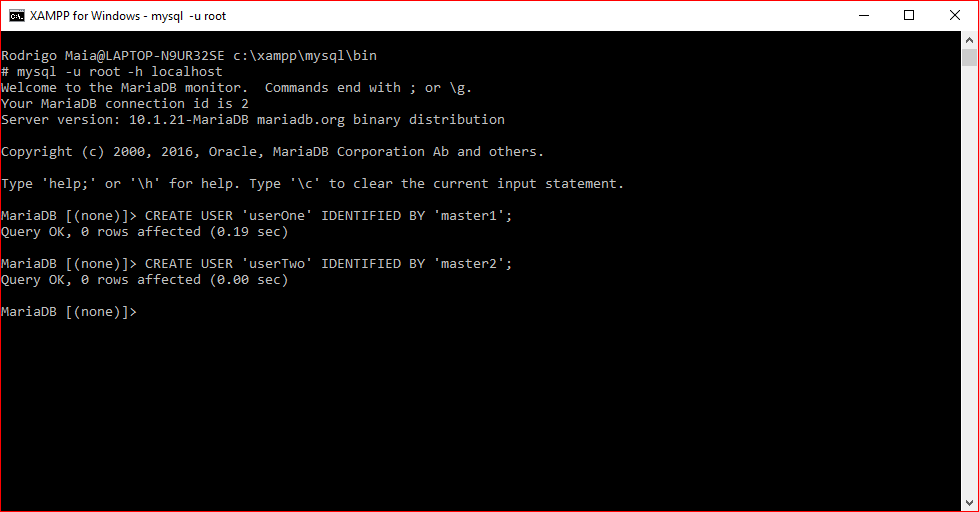 XAMPP for Windows - mysql  -u root
Rodrigo Maia@LAPTOP-N9UR32SE c:\xampp\mysql\bin
# mysql -u root -h localhost
Welcome to the MariaDB monitor.  Commands end with ; or \g.
Your MariaDB connection id is 2
Server version: 10.1.21-MariaDB mariadb.org binary distribution
Copyright (c) 2000, 2016, Oracle, MariaDB Corporation Ab and others.
Type 'help;' or '\h' for help. Type '\c' to clear the current input statement.
MariaDB [(none)]> CREATE USER 'userOne' IDENTIFIED BY 'master1';
Query OK, 0 rows affected (0.19 sec)
MariaDB [(none)]> CREATE USER 'userTwo' IDENTIFIED BY 'master2';
Query OK, 0 rows affected (0.00 sec)
MariaDB [(none)]>